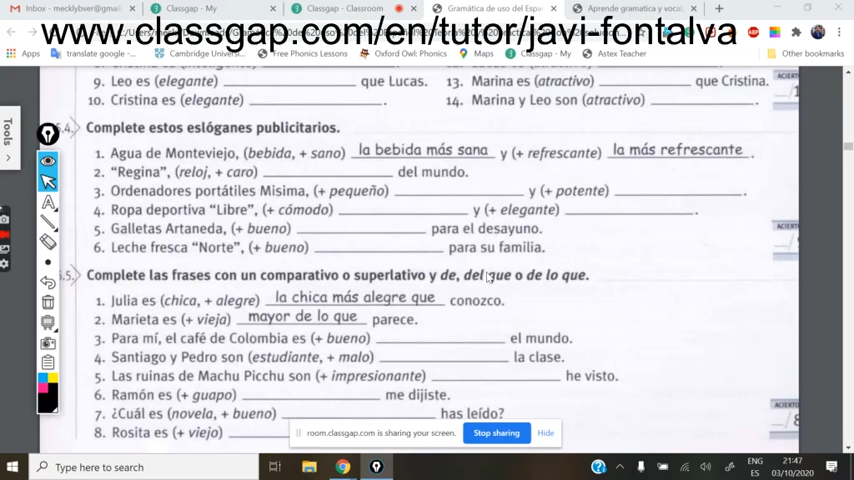 Inbox - mecklybver@gmail
Classgap - My
Classgap - Classroom
Gramática de uso del Espa
Aprende gramatica y vocab
www.classgap.com/en/tutor/javi-fontalva
Apps
translate google -...
Cambridge Univers...
Free Phonics Lessons
Oxford Owl: Phonics
Maps
Classgap - My
Astex Teacher
Other bookmarks
9. Leo es (elegante) que Lucas.
13. Marina es (atractivo) que Cristina.
10. Cristina es (elegante) .
14. Marina y Leo son (atractivo) .
ACIERTO
Tools
5.4. Complete estos eslóganes publicitarios.
1. Agua de Monteviejo, (bebida, + sano) la bebida más sana y (+ refrescante) la más refrescante .
2. “Regina”, (reloj, + caro) del mundo.
3. Ordenadores portátiles Misima, (+ pequeño) y (+ potente) .
4. Ropa deportiva “Libre”, (+ cómodo) y (+ elegante) .
5. Galletas Artaneda, (+ bueno) para el desayuno.
6. Leche fresca “Norte”, (+ bueno) para su familia.
ACIERTO
5.5. Complete las frases con un comparativo o superlativo y de, del que o de lo que.
1. Julia es (chica, + alegre) la chica más alegre que conozco.
2. Marieta es (+ vieja) mayor de lo que parece.
3. Para mí, el café de Colombia es (+ bueno) el mundo.
4. Santiago y Pedro son (estudiante, + malo) la clase.
5. Las ruinas de Machu Picchu son (+ impresionante) he visto.
6. Ramón es (+ guapo) me dijiste.
7. ¿Cuál es (novela, + bueno) has leído?
8. Rosita es (+ viejo)
ACIERTO
/8
room.classgap.com is sharing your screen.
Stop sharing
Hide
Type here to search
ENG
ES
21:47
03/10/2020